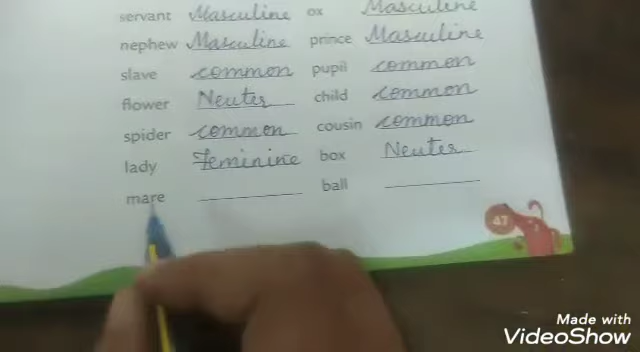 servant Masculine ox Masculine
nephew Masculine prince Masculine
slave common pupil common
flower Neuter child common
spider common cousin common
lady Feminine box Neuter
mare ball
47
Made with
VideoShow